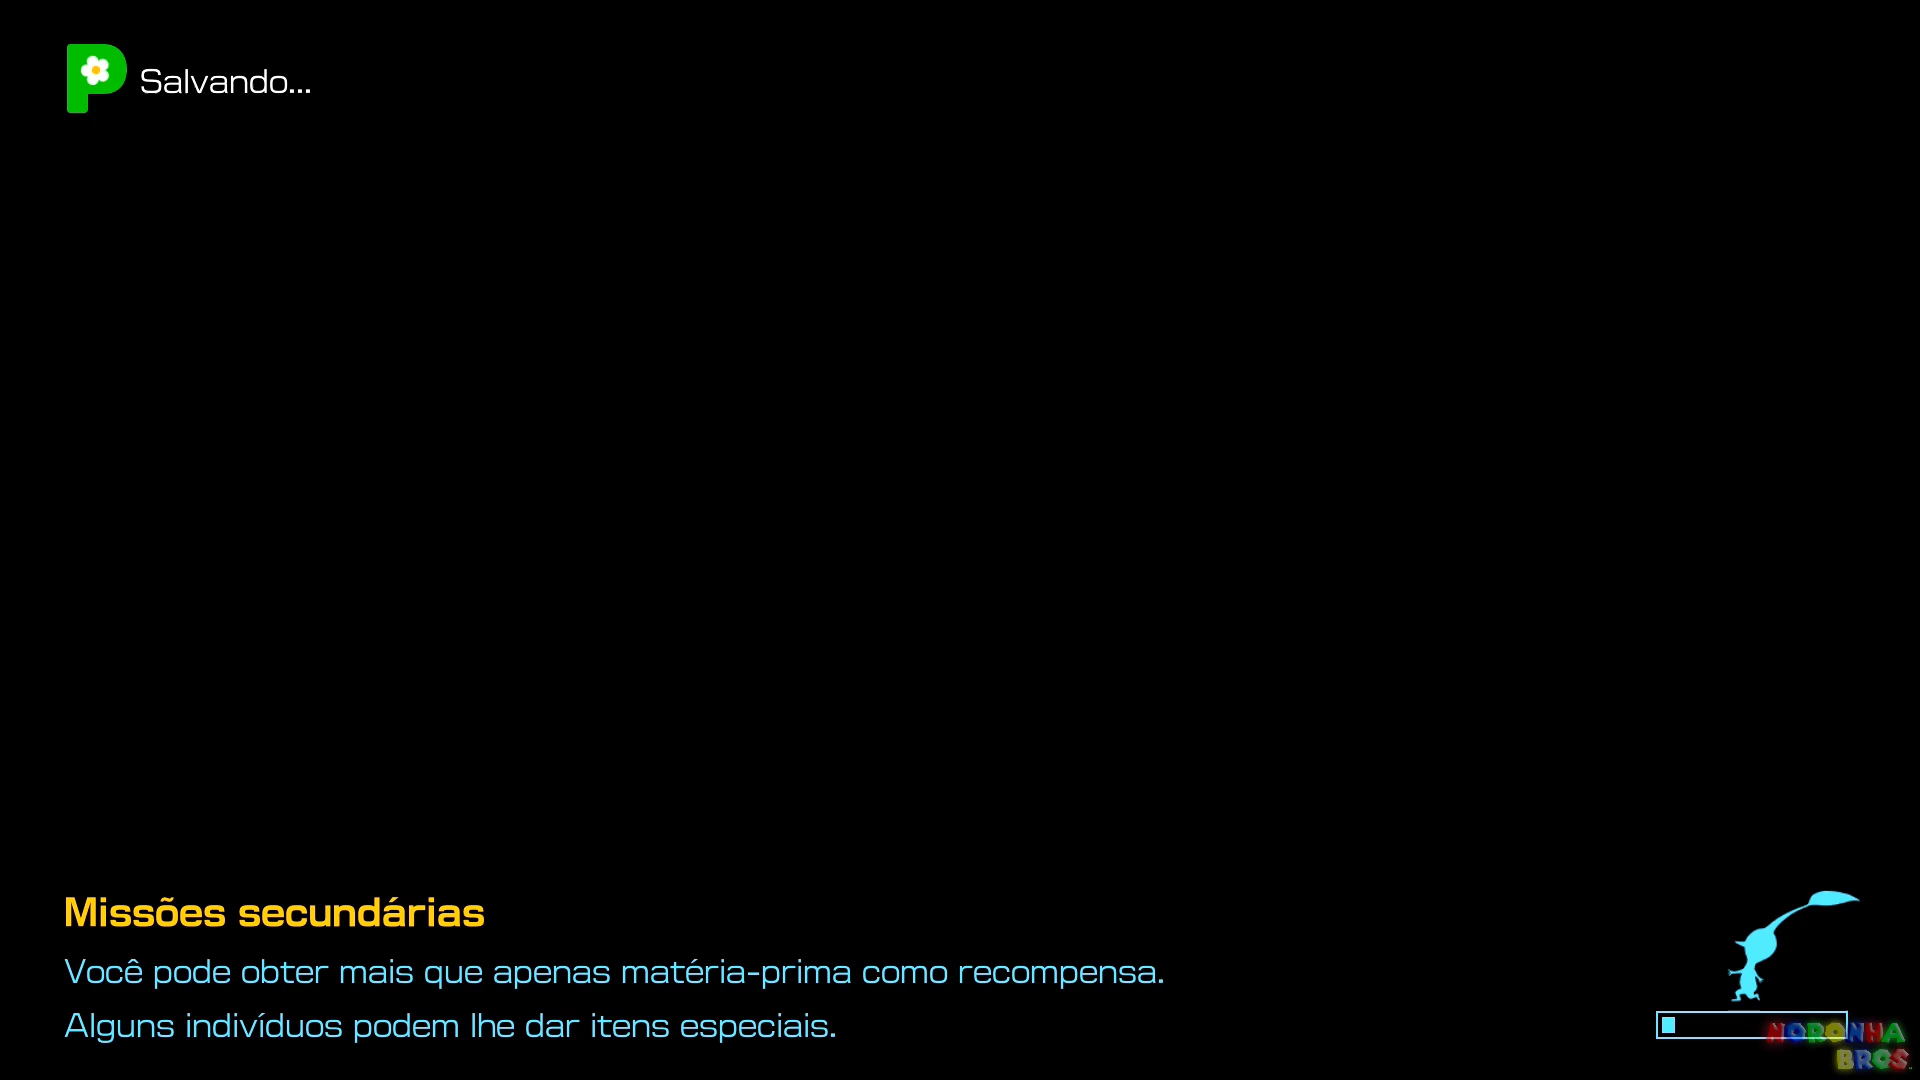 P Salvando...
Missões secundárias
Você pode obter mais que apenas matéria-prima como recompensa.
Alguns indivíduos podem lhe dar itens especiais.
NORONHA
BROS